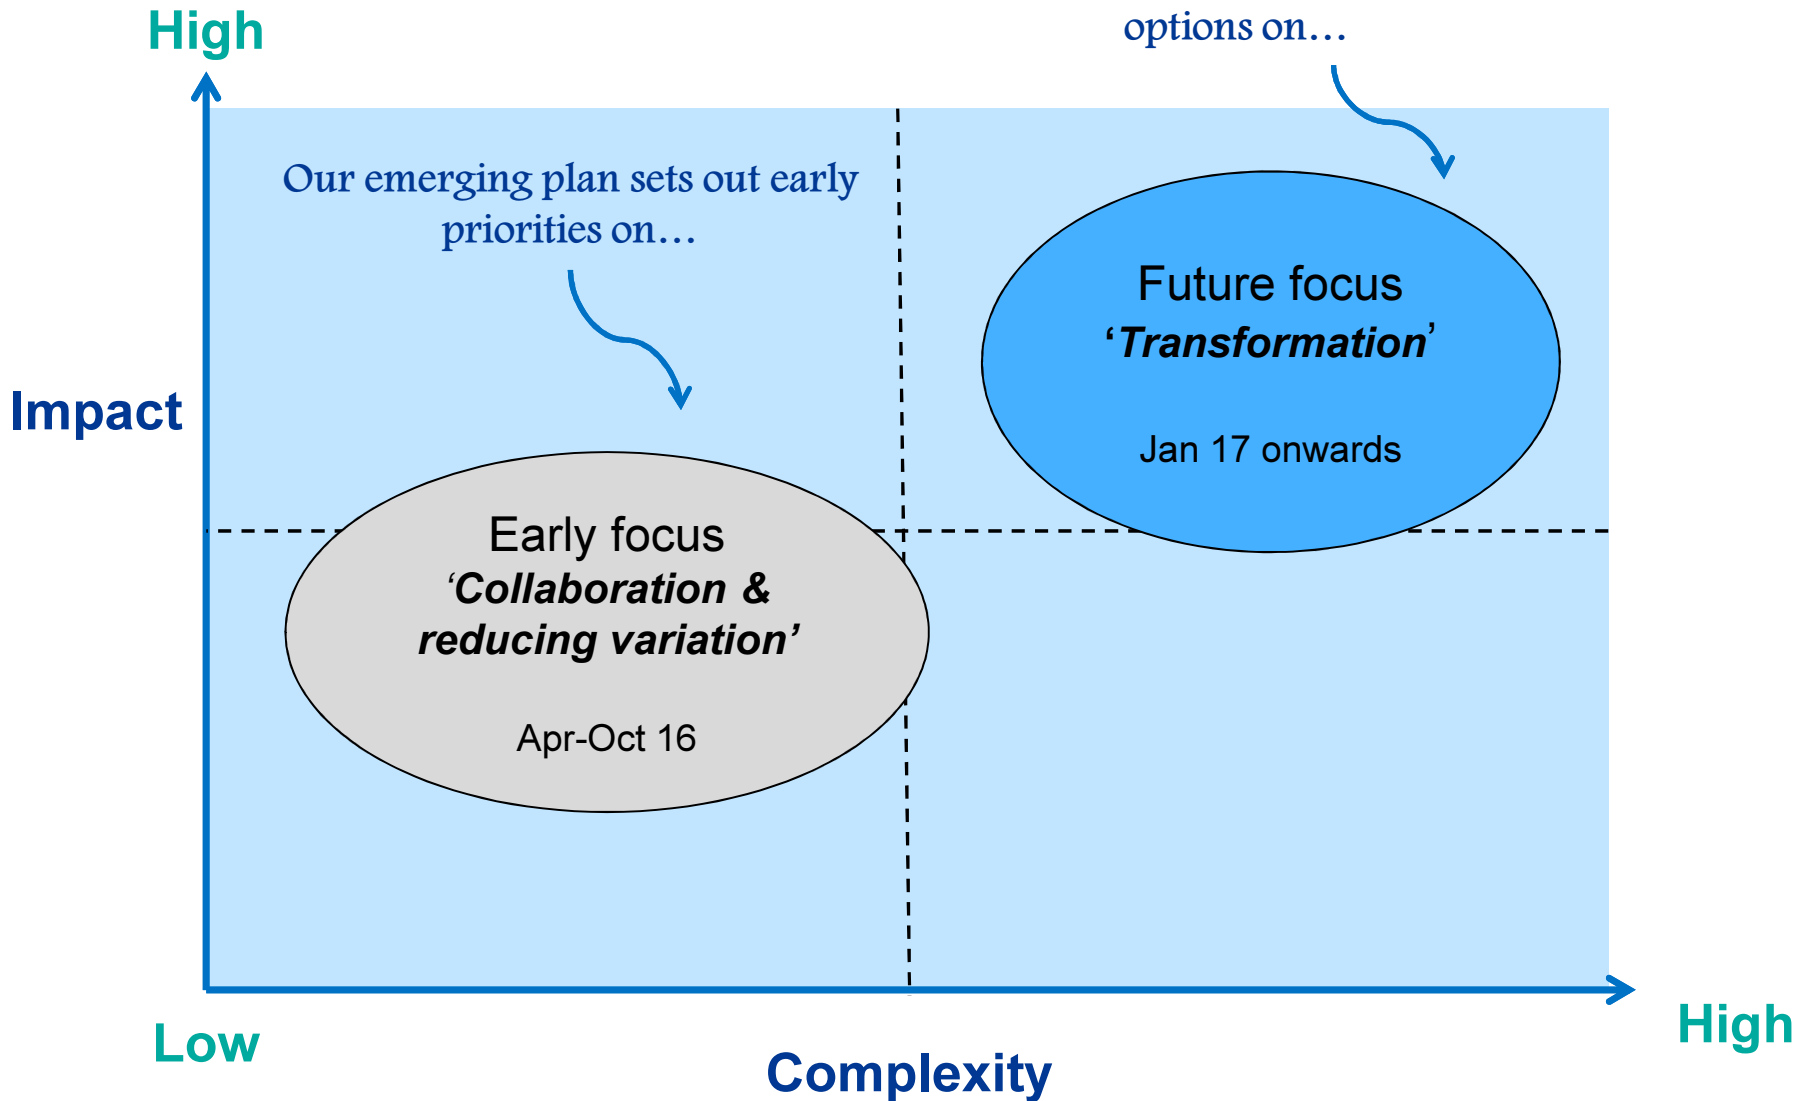 High
options on…
Our emerging plan sets out early
priorities on…
Future focus
‘Transformation’
Jan 17 onwards
Impact
Early focus
‘Collaboration &
reducing variation’
Apr-Oct 16
Low
High
Complexity